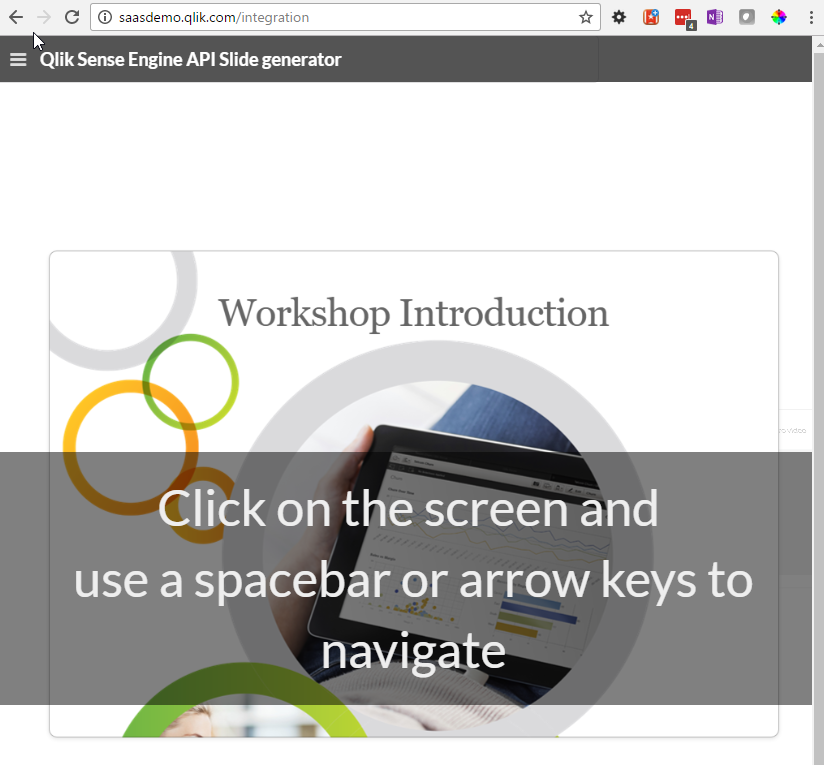 saasdemo.qlik.com/integration
4
Qlik Sense Engine API Slide generator
Workshop Introduction
Click on the screen and
use a spacebar or arrow keys to
navigate